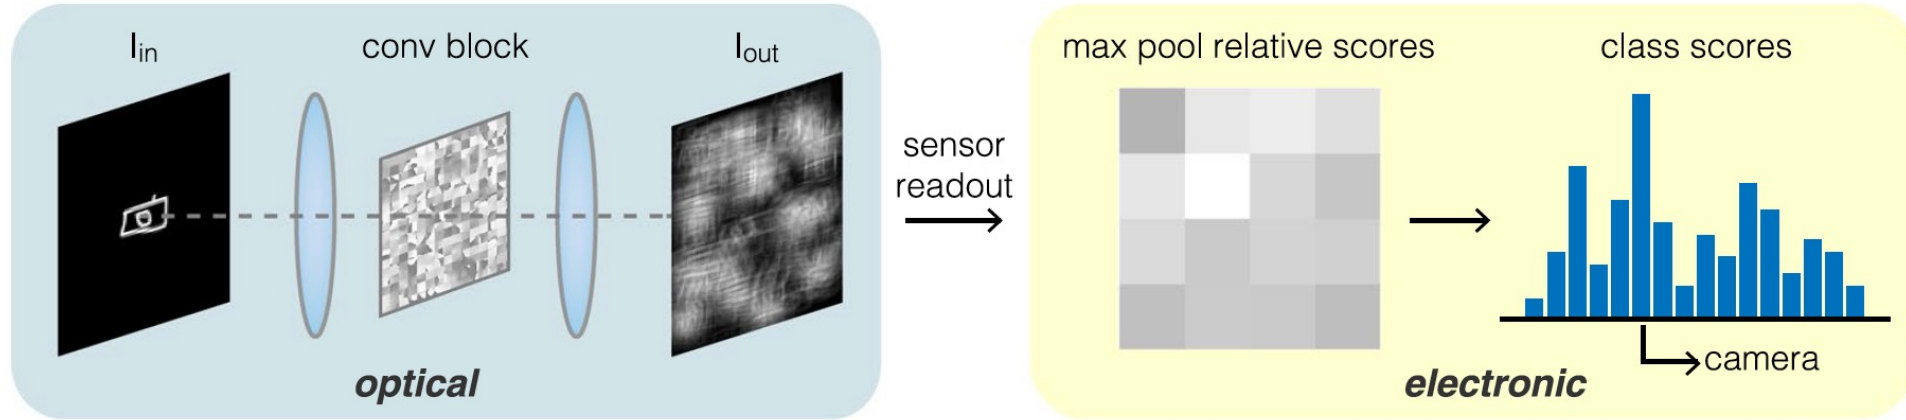 I_in
conv block
I_out
optical
sensor
readout
max pool relative scores
class scores
camera
electronic